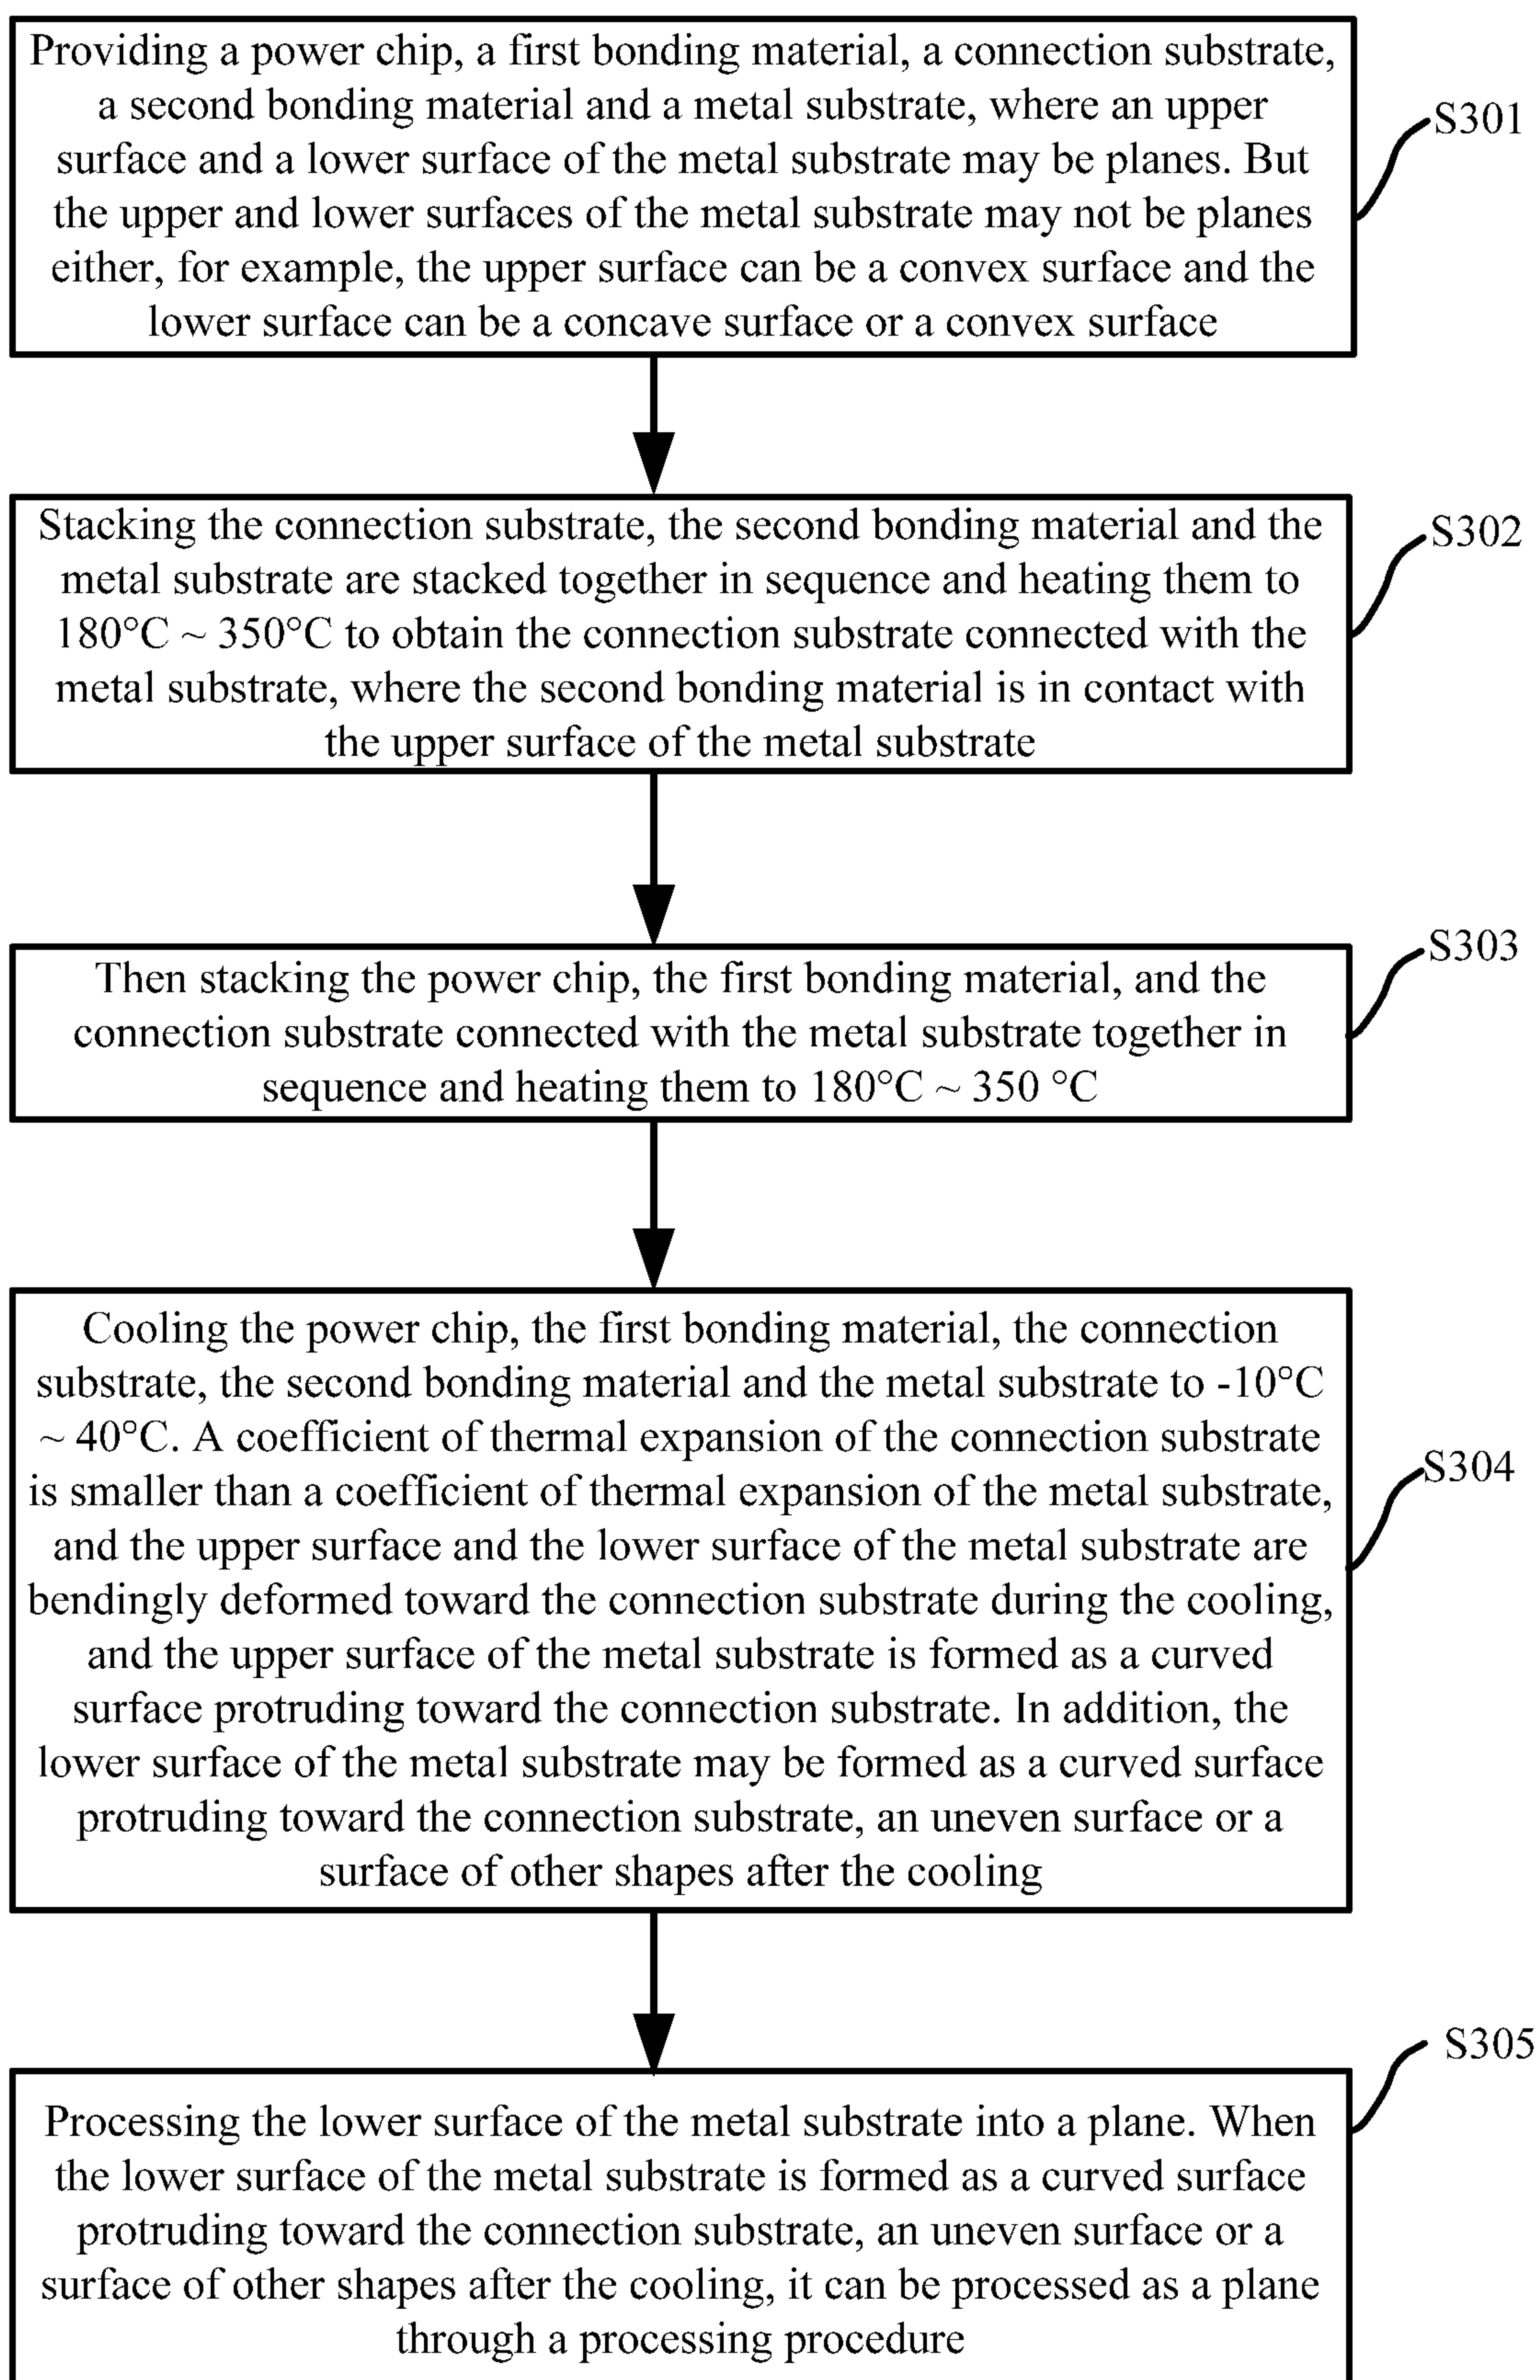 Providing a power chip, a first bonding material, a connection substrate,
a second bonding material and a metal substrate, where an upper
surface and a lower surface of the metal substrate may be planes. But
the upper and lower surfaces of the metal substrate may not be planes
either, for example, the upper surface can be a convex surface and the
lower surface can be a concave surface or a convex surface
S301
Stacking the connection substrate, the second bonding material and the
metal substrate are stacked together in sequence and heating them to
180°C ~ 350°C to obtain the connection substrate connected with the
metal substrate, where the second bonding material is in contact with
the upper surface of the metal substrate
S302
Then stacking the power chip, the first bonding material, and the
connection substrate connected with the metal substrate together in
sequence and heating them to 180°C ~ 350 °C
S303
Cooling the power chip, the first bonding material, the connection
substrate, the second bonding material and the metal substrate to -10°C
~ 40°C. A coefficient of thermal expansion of the connection substrate
is smaller than a coefficient of thermal expansion of the metal substrate,
and the upper surface and the lower surface of the metal substrate are
bendingly deformed toward the connection substrate during the cooling,
and the upper surface of the metal substrate is formed as a curved
surface protruding toward the connection substrate. In addition, the
lower surface of the metal substrate may be formed as a curved surface
protruding toward the connection substrate, an uneven surface or a
surface of other shapes after the cooling
S304
Processing the lower surface of the metal substrate into a plane. When
the lower surface of the metal substrate is formed as a curved surface
protruding toward the connection substrate, an uneven surface or a
surface of other shapes after the cooling, it can be processed as a plane
through a processing procedure
S305